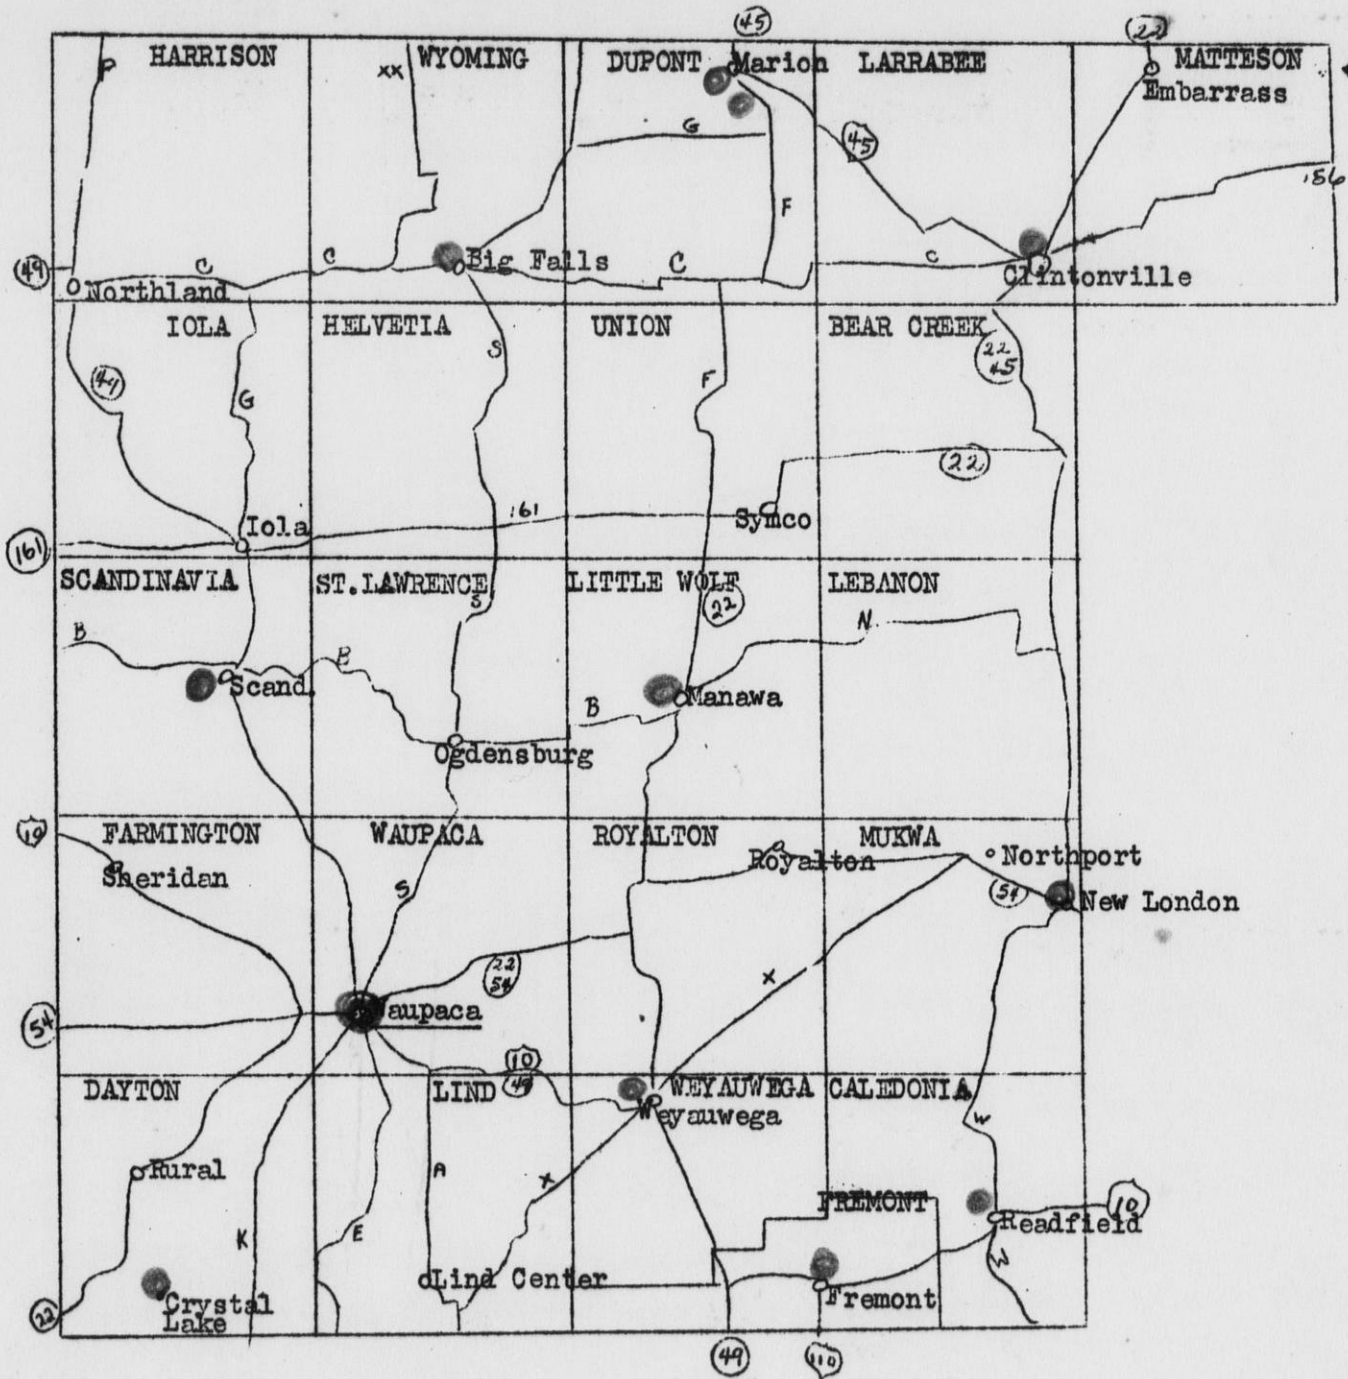 45
22
HARRISON
WYOMING
DUPONT
Marion
LARRABEE
MATTESON
P
XX
Embarrass
G
45
156
F
49
C
C
Big Falls
C
C
Clintonville
Northland
IOLA
HELVETIA
UNION
BEAR CREEK
S
22
45
49
G
F
22
161
Iola
161
Symco
SCANDINAVIA
ST. LAWRENCE
LITTLE WOLF
LEBANON
S
22
B
B
N
Scand.
Manawa
B
Ogdensburg
10
FARMINGTON
WAUPACA
ROYALTON
MUKWA
Sheridan
Royalton
Northport
S
54
New London
22
54
X
54
aupaca
DAYTON
LIND
10
49
WEYAUWEGA
CALEDONIA
Weyauwega
W
Rural
A
X
K
E
FREMONT
10
Readfield
W
Lind Center
Crystal
Lake
Fremont
22
49
110